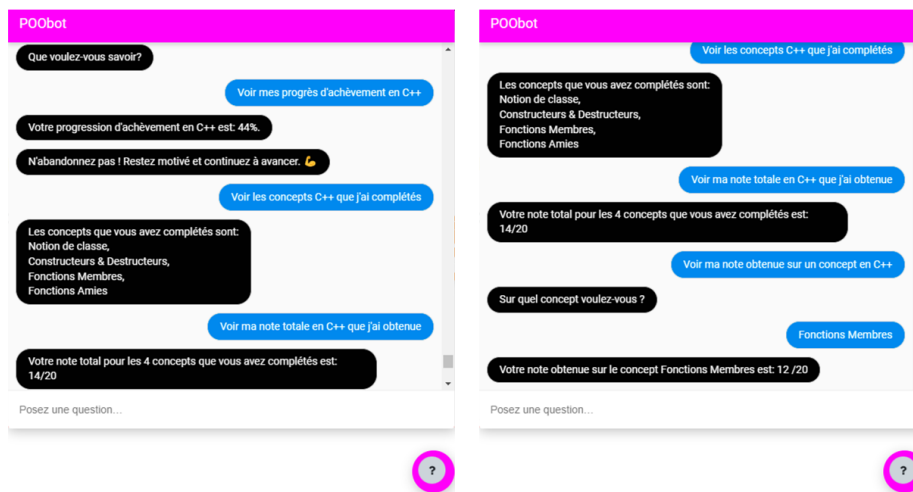 POObot
Que voulez-vous savoir?
Voir mes progrès d'achèvement en C++
Votre progression d'achèvement en C++ est: 44%.
N'abandonnez pas ! Restez motivé et continuez à avancer. 💪
Voir les concepts C++ que j'ai complétés
Les concepts que vous avez complétés sont:
Notion de classe,
Constructeurs & Destructeurs,
Fonctions Membres,
Fonctions Amies
Voir ma note totale en C++ que j'ai obtenue
Votre note total pour les 4 concepts que vous avez complétés est:
14/20
Posez une question...
?
POObot
Voir les concepts C++ que j'ai complétés
Les concepts que vous avez complétés sont:
Notion de classe,
Constructeurs & Destructeurs,
Fonctions Membres,
Fonctions Amies
Voir ma note totale en C++ que j'ai obtenue
Votre note total pour les 4 concepts que vous avez complétés est:
14/20
Voir ma note obtenue sur un concept en C++
Sur quel concept voulez-vous ?
Fonctions Membres
Votre note obtenue sur le concept Fonctions Membres est: 12 /20
Posez une question...
?